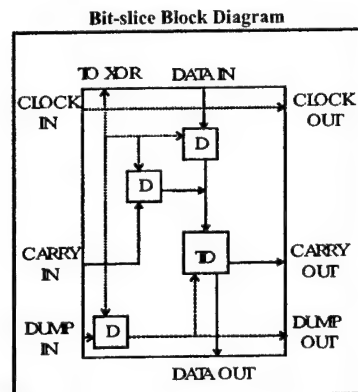 Bit-slice Block Diagram
TO XOR DATA IN
CLOCK IN
CLOCK OUT
D
D
TD
CARRY IN
CARRY OUT
DUMP IN
D
DUMP OUT
DATA OUT